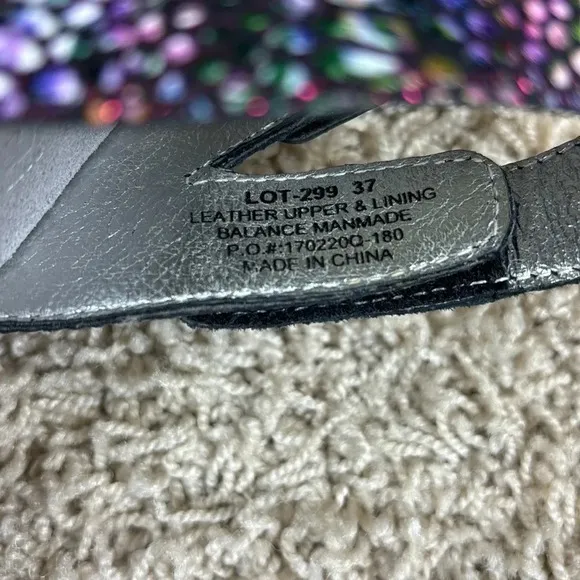 LOT-299 37
LEATHER UPPER & LINING
BALANCE MANMADE
P.O.#:170220Q-180
MADE IN CHINA